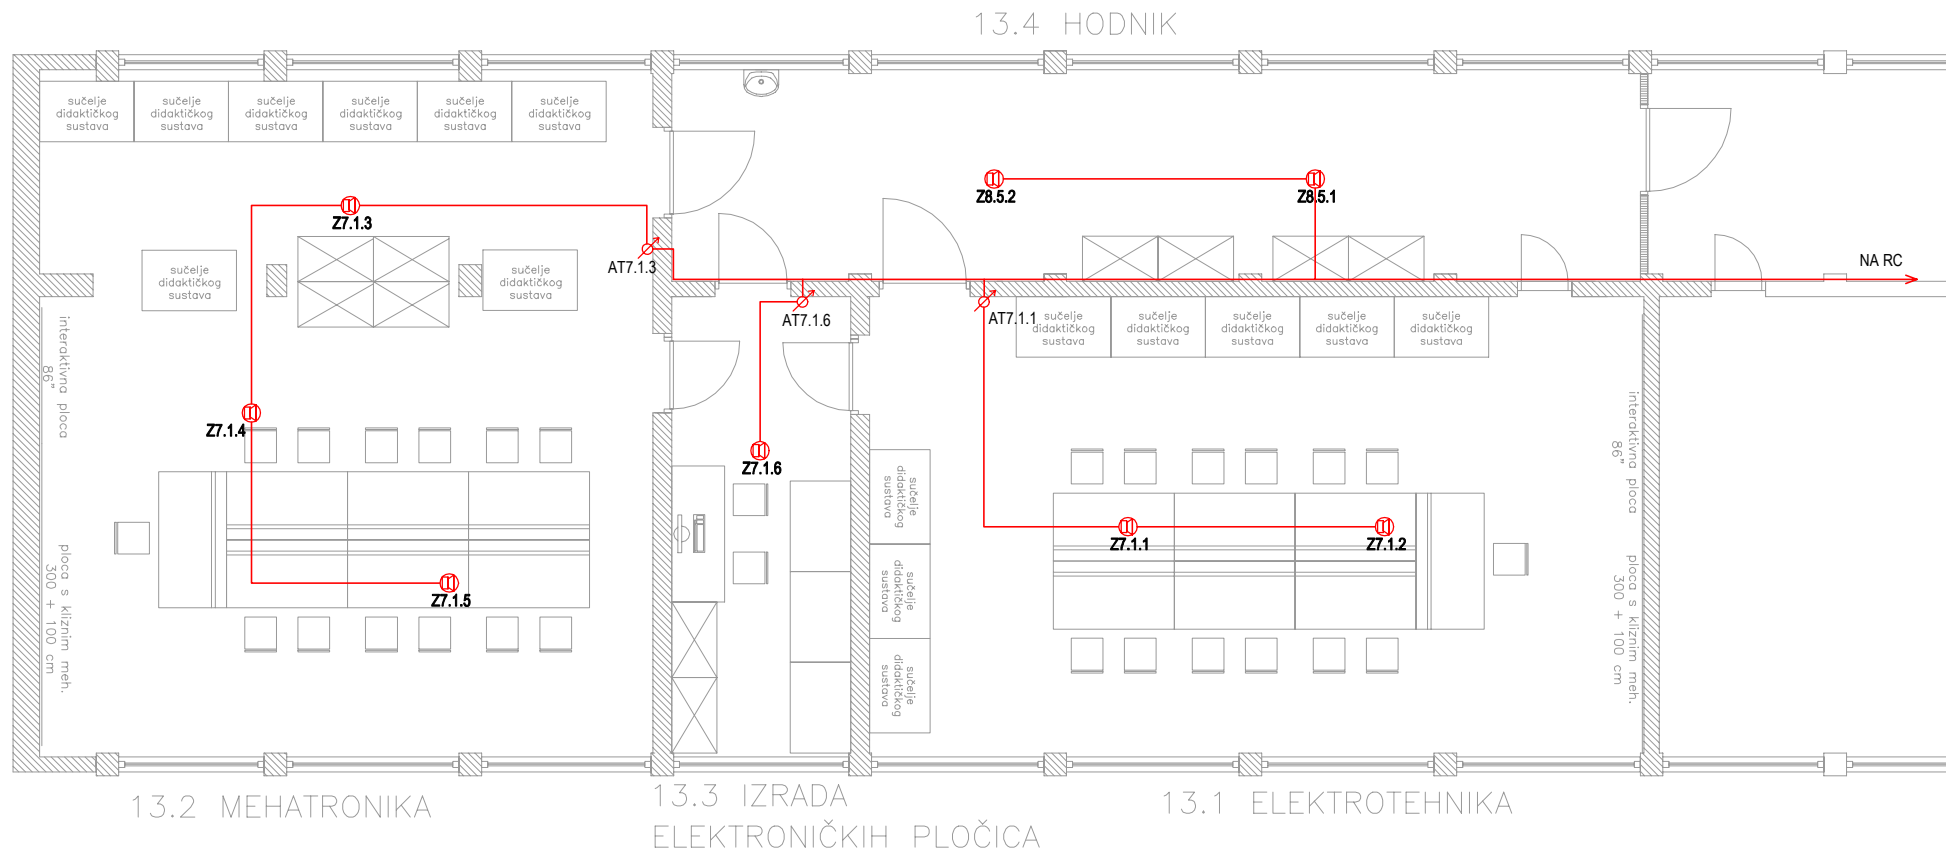 13.4 HODNIK
sučelje
didaktičkog
sustava
sučelje
didaktičkog
sustava
sučelje
didaktičkog
sustava
sučelje
didaktičkog
sustava
sučelje
didaktičkog
sustava
sučelje
didaktičkog
sustava
Z7.1.3
Z8.5.2
Z8.5.1
AT7.1.3
NA RC
sučelje
didaktičkog
sustava
sučelje
didaktičkog
sustava
AT7.1.6
AT7.1.1
sučelje
didaktičkog
sustava
sučelje
didaktičkog
sustava
sučelje
didaktičkog
sustava
sučelje
didaktičkog
sustava
sučelje
didaktičkog
sustava
interaktivna ploca
86"
Z7.1.4
interaktivna ploca
86"
Z7.1.6
sučelje
didaktičkog
sustava
sučelje
didaktičkog
sustava
sučelje
didaktičkog
sustava
Z7.1.1
Z7.1.2
Z7.1.5
ploca s kliznim meh.
300 + 100 cm
ploca s kliznim meh.
300 + 100 cm
13.2 MEHATRONIKA
13.3 IZRADA
ELEKTRONIČKIH PLOČICA
13.1 ELEKTROTEHNIKA